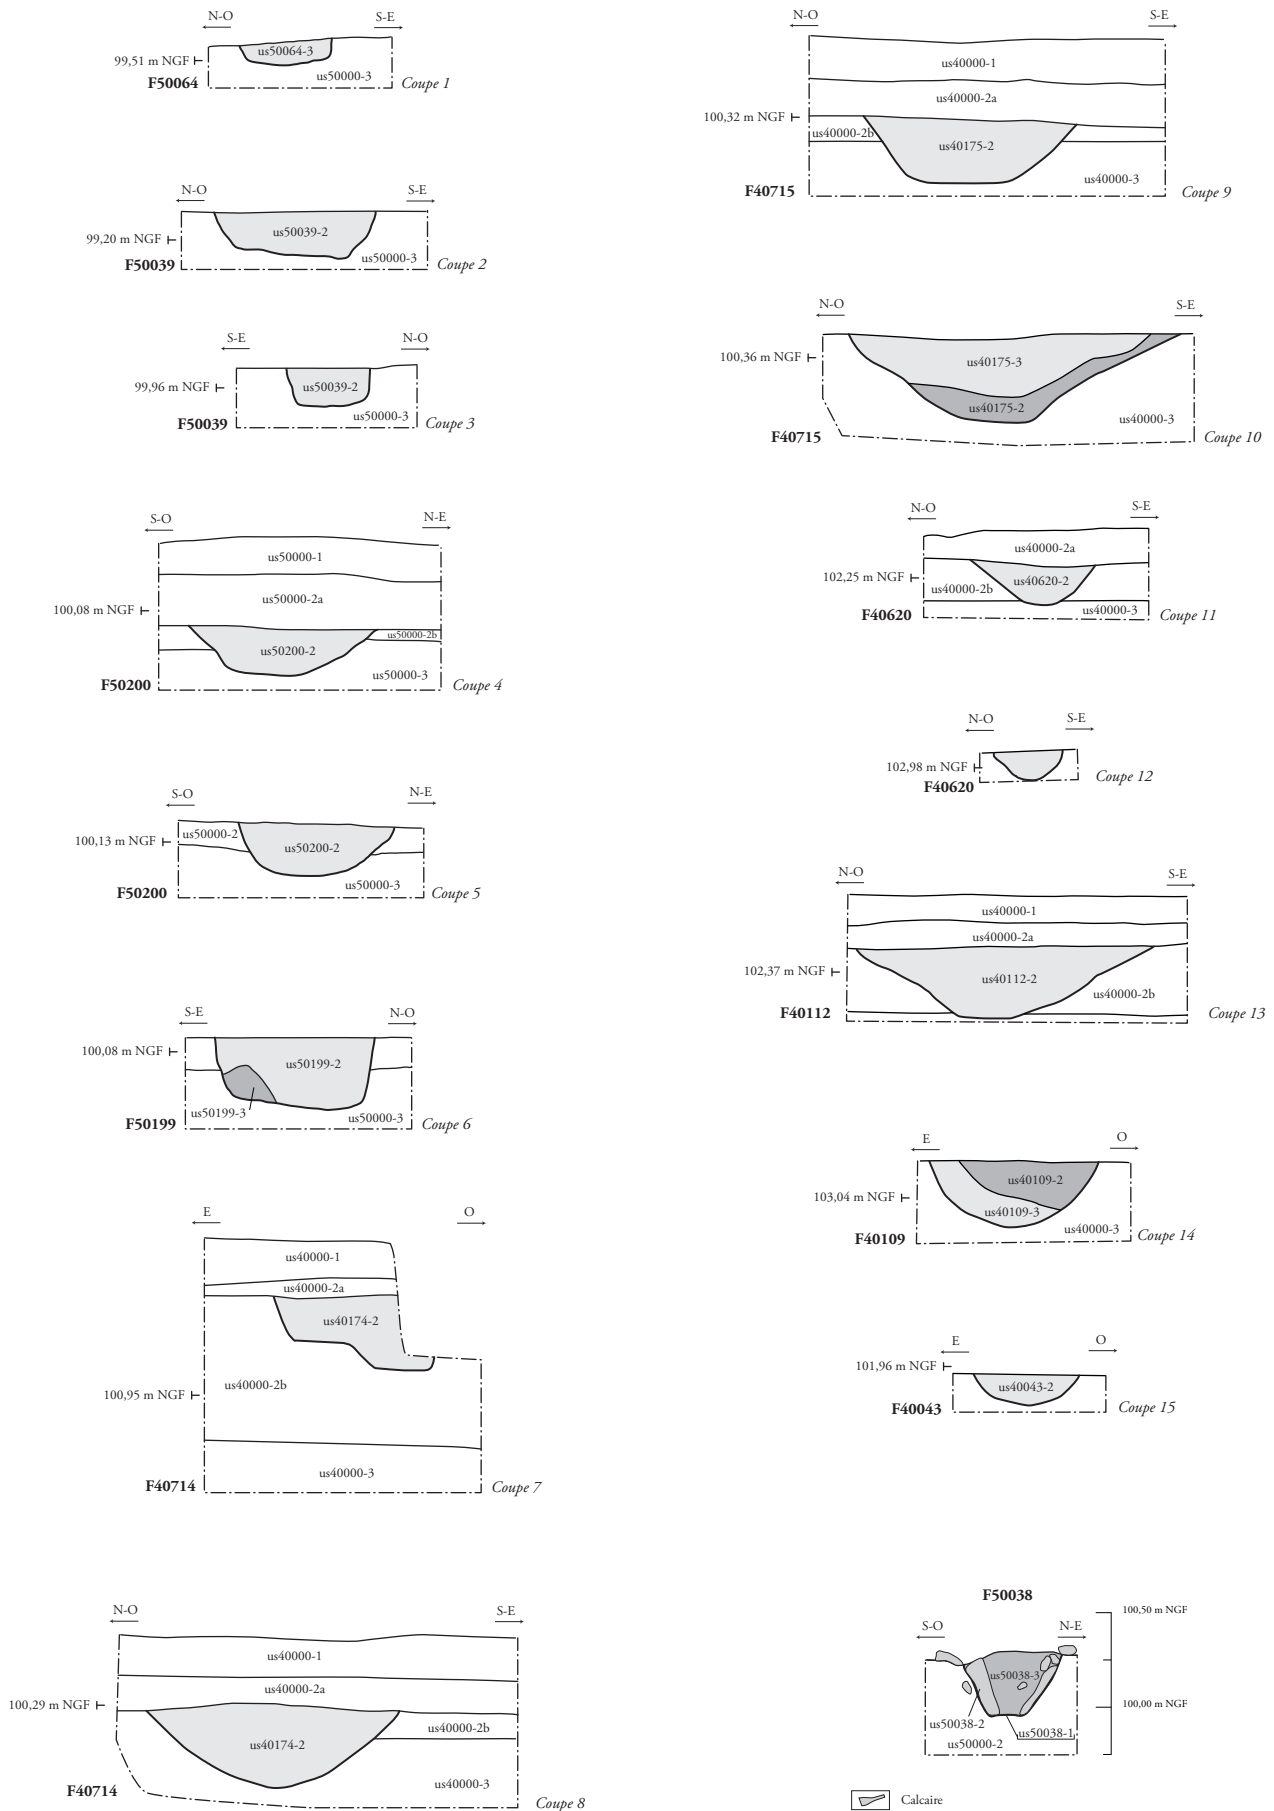 N-O
S-E
us50064-3
99,51 m NGF
us50000-3
F50064
Coupe 1
N-O
S-E
us50039-2
99,20 m NGF
us50000-3
F50039
Coupe 2
S-E
N-O
us50039-2
99,96 m NGF
us50000-3
F50039
Coupe 3
S-O
N-E
us50000-1
us50000-2a
100,08 m NGF
us50000-2b
us50200-2
us50000-3
F50200
Coupe 4
S-O
N-E
us50000-2
100,13 m NGF
us50200-2
us50000-3
F50200
Coupe 5
S-E
N-O
100,08 m NGF
us50199-2
us50199-3
us50000-3
F50199
Coupe 6
E
O
us40000-1
us40000-2a
us40174-2
us40000-2b
100,95 m NGF
us40000-3
F40714
Coupe 7
N-O
S-E
us40000-1
us40000-2a
100,29 m NGF
us40000-2b
us40174-2
us40000-3
F40714
Coupe 8
N-O
S-E
us40000-1
us40000-2a
100,32 m NGF
us40000-2b
us40175-2
us40000-3
F40715
Coupe 9
N-O
S-E
100,36 m NGF
us40175-3
us40175-2
us40000-3
F40715
Coupe 10
N-O
S-E
us40000-2a
102,25 m NGF
us40620-2
us40000-2b
us40000-3
F40620
Coupe 11
N-O
S-E
102,98 m NGF
F40620
Coupe 12
N-O
S-E
us40000-1
us40000-2a
102,37 m NGF
us40112-2
us40000-2b
F40112
Coupe 13
E
O
us40109-2
103,04 m NGF
us40109-3
us40000-3
F40109
Coupe 14
E
O
101,96 m NGF
us40043-2
F40043
Coupe 15
F50038
100,50 m NGF
S-O
N-E
us50038-3
100,00 m NGF
us50038-2
us50038-1
us50000-2
Calcaire